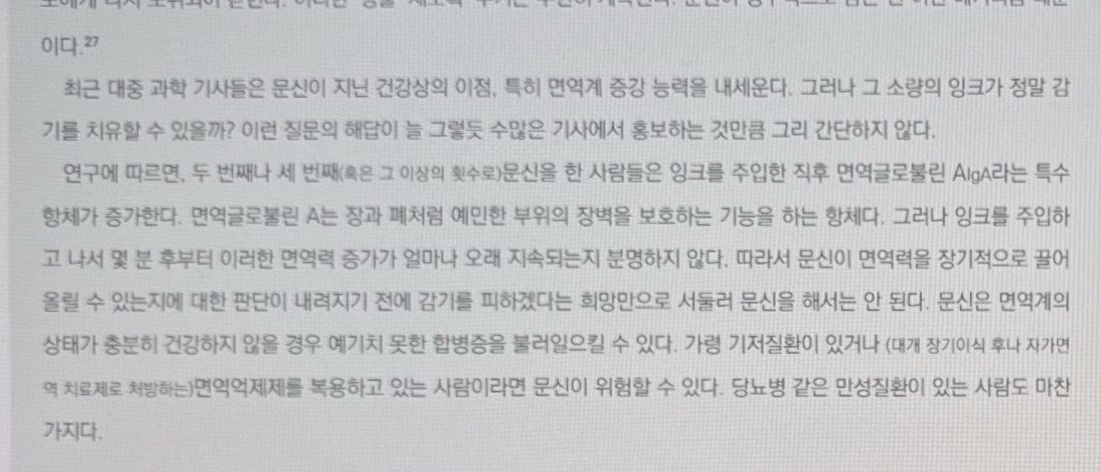 이다.27
최근 대중 과학 기사들은 문신이 지닌 건강상의 이점, 특히 면역계 증강 능력을 내세운다. 그러나 그 소량의 잉크가 정말 감
기를 치유할 수 있을까? 이런 질문의 해답이 늘 그렇듯 수많은 기사에서 홍보하는 것만큼 그리 간단하지 않다.
연구에 따르면, 두 번째나 세 번째(혹은 그 이상의 횟수로)문신을 한 사람들은 잉크를 주입한 직후 면역글로불린 AIgA라는 특수
항체가 증가한다. 면역글로불린 A는 장과 폐처럼 예민한 부위의 장벽을 보호하는 기능을 하는 항체다. 그러나 잉크를 주입하
고 나서 몇 분 후부터 이러한 면역력 증가가 얼마나 오래 지속되는지 분명하지 않다. 따라서 문신이 면역력을 장기적으로 끌어
올릴 수 있는지에 대한 판단이 내려지기 전에 감기를 피하겠다는 희망만으로 서둘러 문신을 해서는 안 된다. 문신은 면역계의
상태가 충분히 건강하지 않을 경우 예기치 못한 합병증을 불러일으킬 수 있다. 가령 기저질환이 있거나 (대개 장기이식 후나 자가면
역 치료제로 처방하는)면역억제제를 복용하고 있는 사람이라면 문신이 위험할 수 있다. 당뇨병 같은 만성질환이 있는 사람도 마찬
가지다.